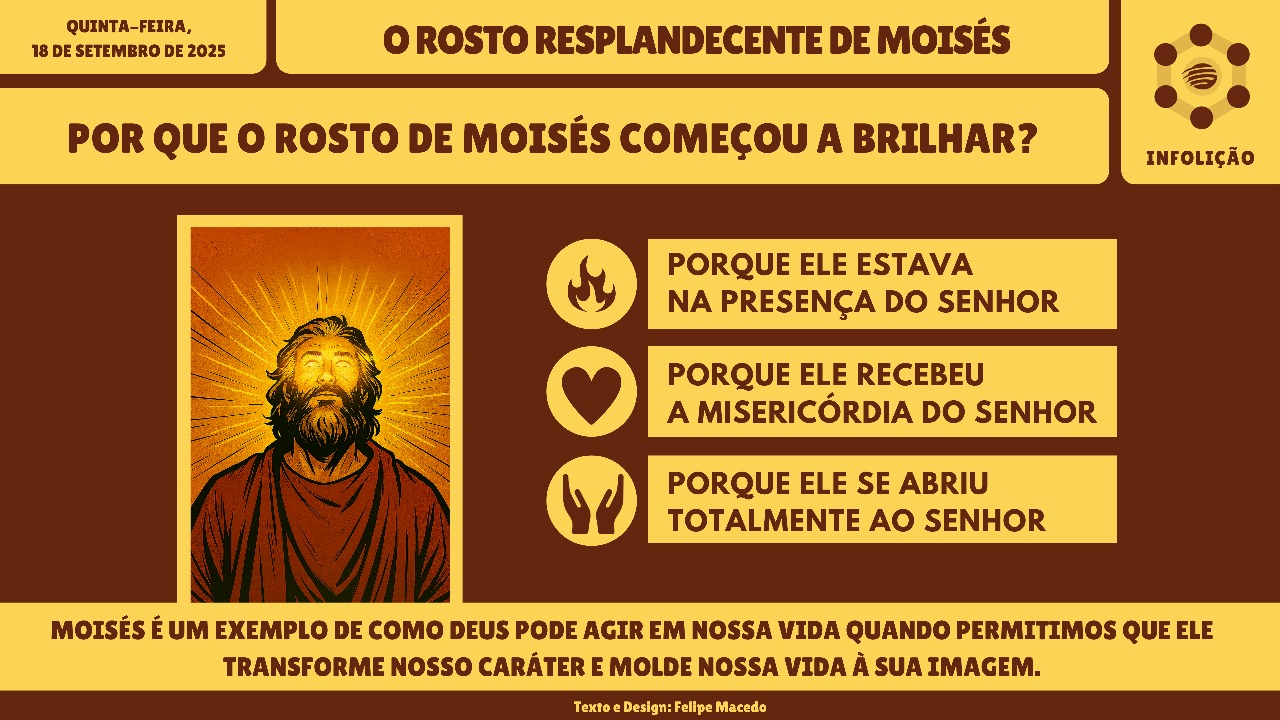 QUINTA-FEIRA,
18 DE SETEMBRO DE 2025
O ROSTO RESPLANDECENTE DE MOISÉS
INFOLIÇÃO
POR QUE O ROSTO DE MOISÉS COMEÇOU A BRILHAR?
PORQUE ELE ESTAVA
NA PRESENÇA DO SENHOR
PORQUE ELE RECEBEU
A MISERICÓRDIA DO SENHOR
PORQUE ELE SE ABRIU
TOTALMENTE AO SENHOR
MOISÉS É UM EXEMPLO DE COMO DEUS PODE AGIR EM NOSSA VIDA QUANDO PERMITIMOS QUE ELE
TRANSFORME NOSSO CARÁTER E MOLDE NOSSA VIDA À SUA IMAGEM.
Texto e Design: Felipe Macedo